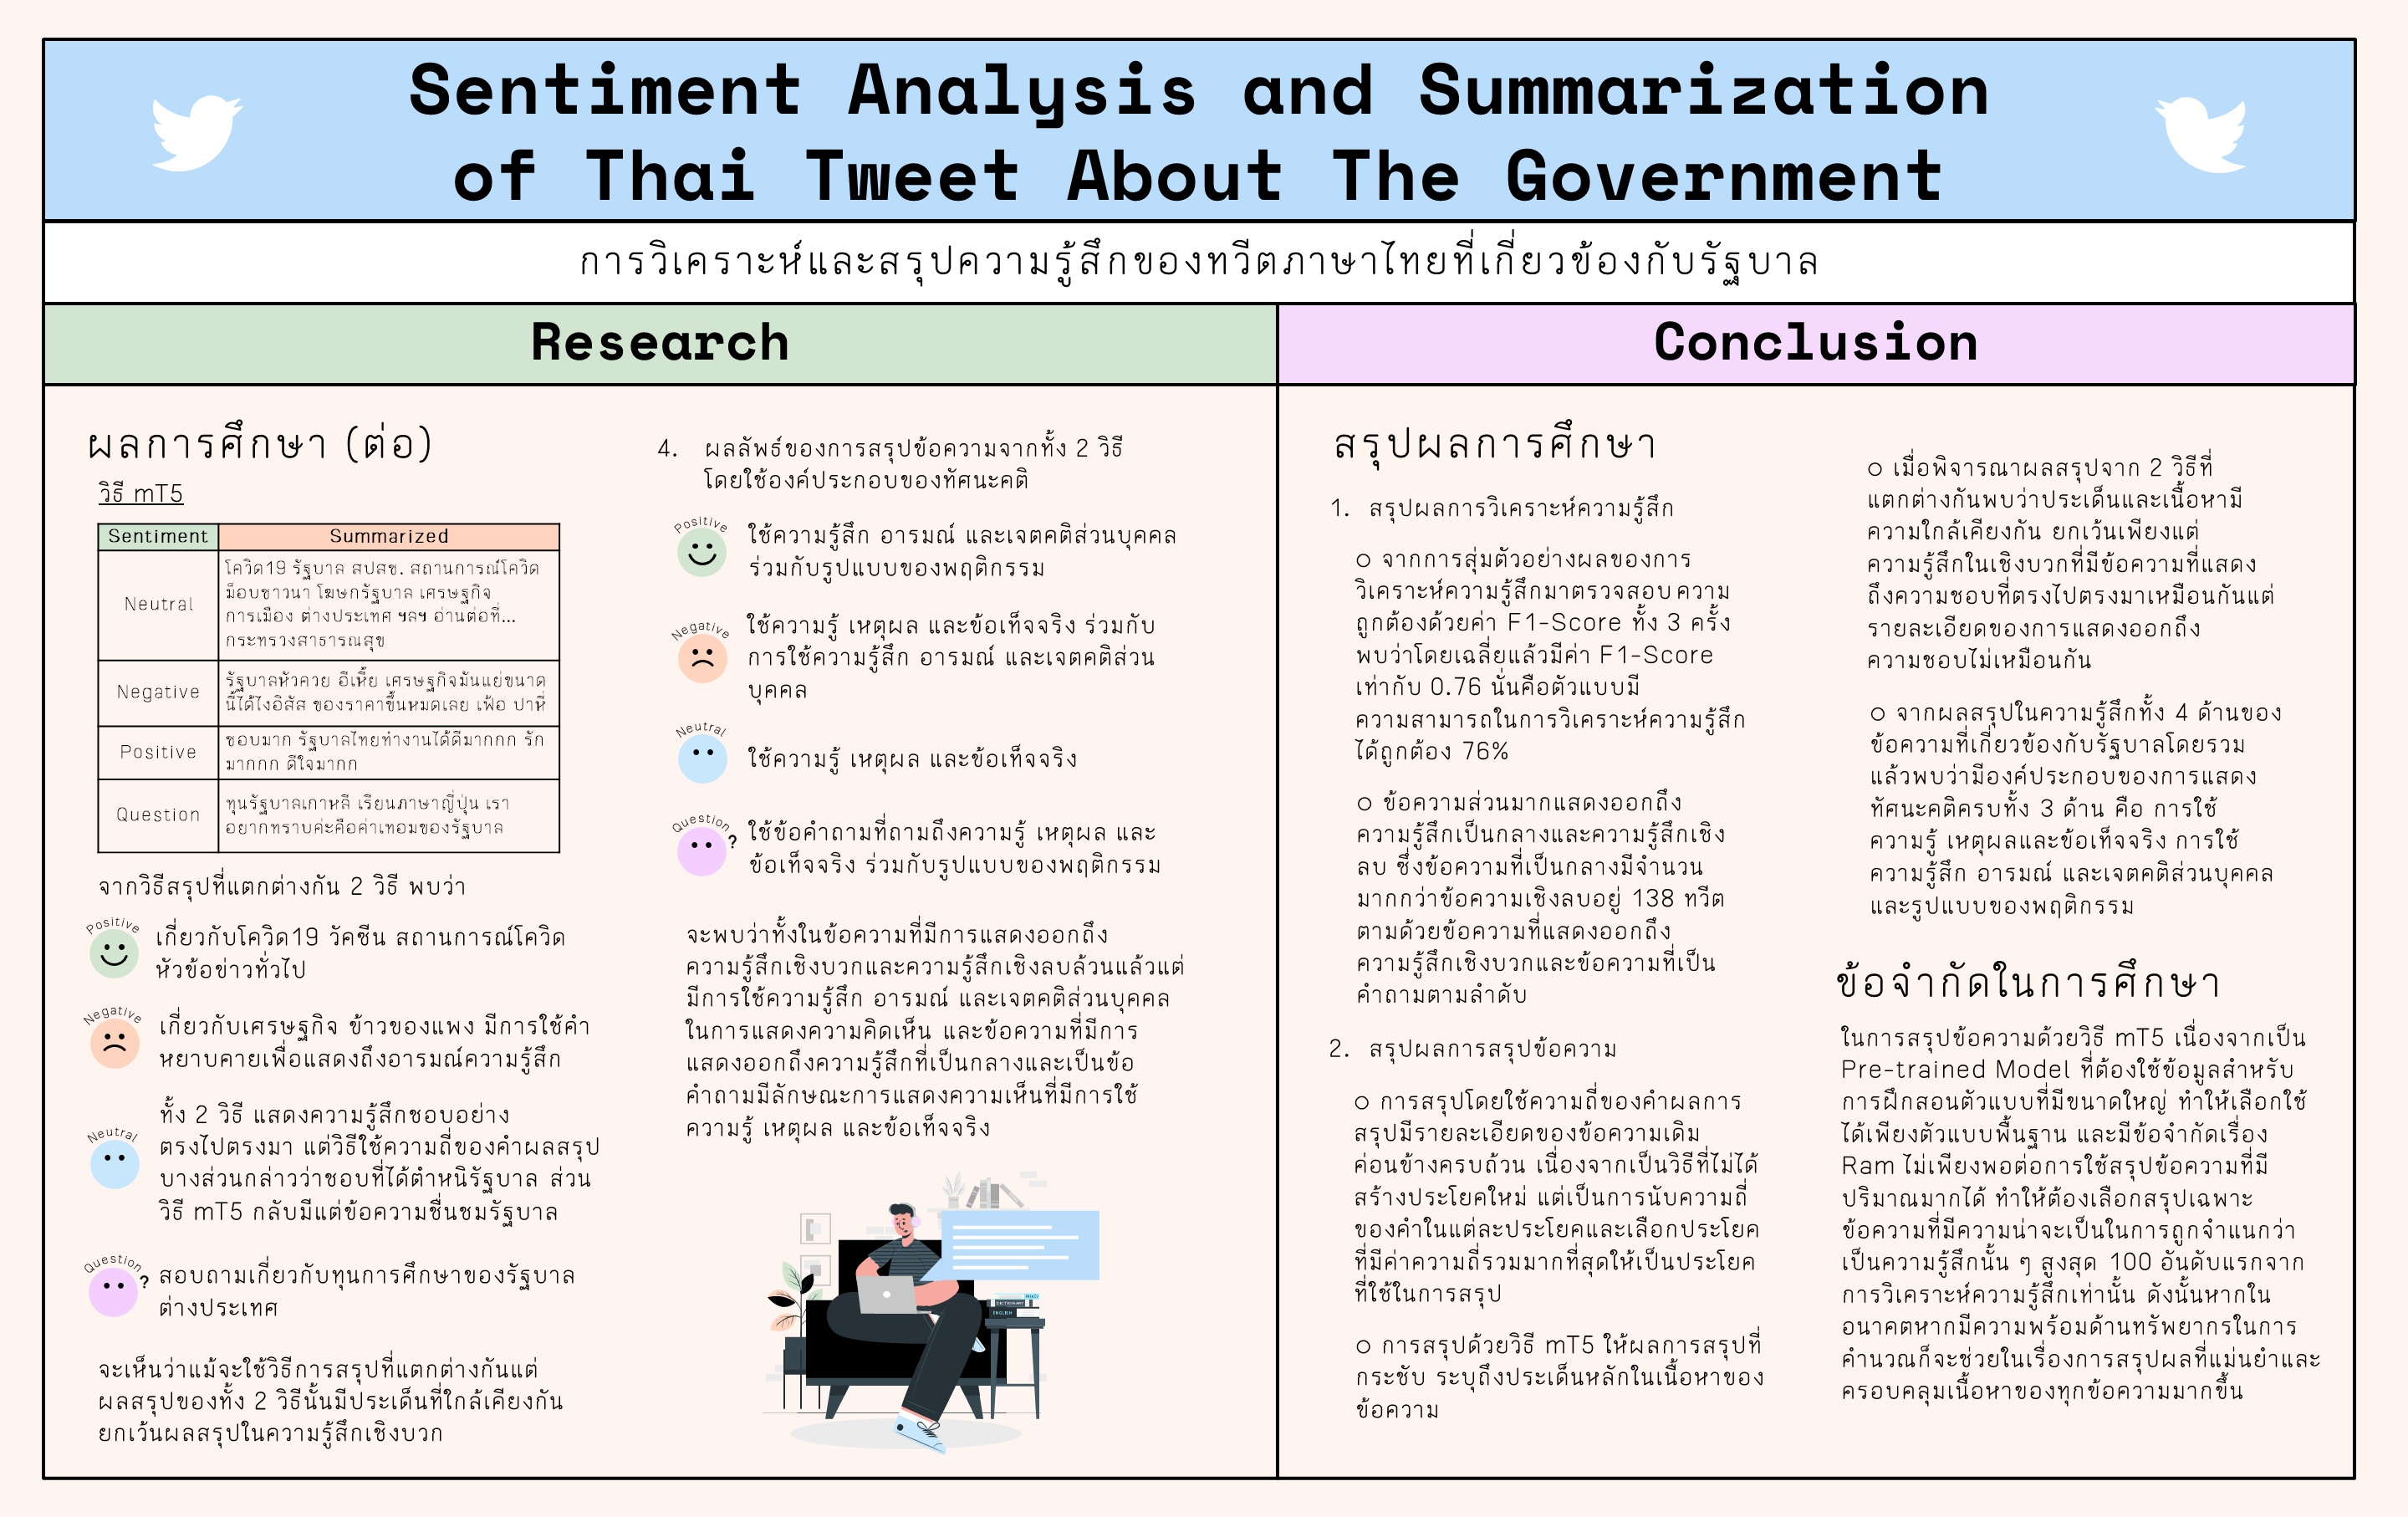 Sentiment Analysis and Summarization
of Thai Tweet About The Government
การวิเคราะห์และสรุปความรู้สึกของทวีตภาษาไทยที่เกี่ยวข้องกับรัฐบาล
Research
ผลการศึกษา (ต่อ)
วิธี mT5
Sentiment Summarized
Neutral
โควิด19 รัฐบาล สปสช. สถานการณ์โควิด
ม็อบชาวนา โฆษกรัฐบาล เศรษฐกิจ
การเมือง ต่างประเทศ ฯลฯ อ่านต่อที่...
กระทรวงสาธารณสุข
Negative
รัฐบาลหัวควย อีเหี้ย เศรษฐกิจมันแย่ขนาด
นี้ได้ไงอิสัส ของราคาขึ้นหมดเลย เฟ้อ ปาหี่
Positive
ชอบมาก รัฐบาลไทยทำงานได้ดีมากกก รัก
มากกก ดีใจมากก
Question
ทุนรัฐบาลเกาหลี เรียนภาษาญี่ปุ่น เรา
อยากทราบค่ะคือค่าเทอมของรัฐบาล
จากวิธีสรุปที่แตกต่างกัน 2 วิธี พบว่า
Positive
เกี่ยวกับโควิด19 วัคซีน สถานการณ์โควิด
หัวข้อข่าวทั่วไป
Negative
เกี่ยวกับเศรษฐกิจ ข้าวของแพง มีการใช้คำ
หยาบคายเพื่อแสดงถึงอารมณ์ความรู้สึก
Neutral
ทั้ง 2 วิธี แสดงความรู้สึกชอบอย่าง
ตรงไปตรงมา แต่วิธีใช้ความถี่ของคำผลสรุป
บางส่วนกล่าวว่าชอบที่ได้ตำหนิรัฐบาล ส่วน
วิธี mT5 กลับมีแต่ข้อความชื่นชมรัฐบาล
Question
?
สอบถามเกี่ยวกับทุนการศึกษาของรัฐบาล
ต่างประเทศ
จะเห็นว่าแม้จะใช้วิธีการสรุปที่แตกต่างกันแต่
ผลสรุปของทั้ง 2 วิธีนั้นมีประเด็นที่ใกล้เคียงกัน
ยกเว้นผลสรุปในความรู้สึกเชิงบวก
4. ผลลัพธ์ของการสรุปข้อความจากทั้ง 2 วิธี
โดยใช้องค์ประกอบของทัศนะคติ
Positive
ใช้ความรู้สึก อารมณ์ และเจตคติส่วนบุคคล
ร่วมกับรูปแบบของพฤติกรรม
Negative
ใช้ความรู้ เหตุผล และข้อเท็จจริง ร่วมกับ
การใช้ความรู้สึก อารมณ์ และเจตคติส่วน
บุคคล
Neutral
ใช้ความรู้ เหตุผล และข้อเท็จจริง
Question
?
ใช้ข้อคำถามที่ถามถึงความรู้ เหตุผล และ
ข้อเท็จจริง ร่วมกับรูปแบบของพฤติกรรม
จะพบว่าทั้งในข้อความที่มีการแสดงออกถึง
ความรู้สึกเชิงบวกและความรู้สึกเชิงลบล้วนแล้วแต่
มีการใช้ความรู้สึก อารมณ์ และเจตคติส่วนบุคคล
ในการแสดงความคิดเห็น และข้อความที่มีการ
แสดงออกถึงความรู้สึกที่เป็นกลางและเป็นข้อ
คำถามมีลักษณะการแสดงความเห็นที่มีการใช้
ความรู้ เหตุผล และข้อเท็จจริง
DICTIONARY
ENGLISH
Conclusion
สรุปผลการศึกษา
1. สรุปผลการวิเคราะห์ความรู้สึก
○ จากการสุ่มตัวอย่างผลของการ
วิเคราะห์ความรู้สึกมาตรวจสอบความ
ถูกต้องด้วยค่า F1-Score ทั้ง 3 ครั้ง
พบว่าโดยเฉลี่ยแล้วมีค่า F1-Score
เท่ากับ 0.76 นั่นคือตัวแบบมี
ความสามารถในการวิเคราะห์ความรู้สึก
ได้ถูกต้อง 76%
○ ข้อความส่วนมากแสดงออกถึง
ความรู้สึกเป็นกลางและความรู้สึกเชิง
ลบ ซึ่งข้อความที่เป็นกลางมีจำนวน
มากกว่าข้อความเชิงลบอยู่ 138 ทวีต
ตามด้วยข้อความที่แสดงออกถึง
ความรู้สึกเชิงบวกและข้อความที่เป็น
คำถามตามลำดับ
2. สรุปผลการสรุปข้อความ
○ การสรุปโดยใช้ความถี่ของคำผลการ
สรุปมีรายละเอียดของข้อความเดิม
ค่อนข้างครบถ้วน เนื่องจากเป็นวิธีที่ไม่ได้
สร้างประโยคใหม่ แต่เป็นการนับความถี่
ของคำในแต่ละประโยคและเลือกประโยค
ที่มีค่าความถี่รวมมากที่สุดให้เป็นประโยค
ที่ใช้ในการสรุป
○ การสรุปด้วยวิธี mT5 ให้ผลการสรุปที่
กระชับ ระบุถึงประเด็นหลักในเนื้อหาของ
ข้อความ
○ เมื่อพิจารณาผลสรุปจาก 2 วิธีที่
แตกต่างกันพบว่าประเด็นและเนื้อหามี
ความใกล้เคียงกัน ยกเว้นเพียงแต่
ความรู้สึกในเชิงบวกที่มีข้อความที่แสดง
ถึงความชอบที่ตรงไปตรงมาเหมือนกันแต่
รายละเอียดของการแสดงออกถึง
ความชอบไม่เหมือนกัน
○ จากผลสรุปในความรู้สึกทั้ง 4 ด้านของ
ข้อความที่เกี่ยวข้องกับรัฐบาลโดยรวม
แล้วพบว่ามีองค์ประกอบของการแสดง
ทัศนะคติครบทั้ง 3 ด้าน คือ การใช้
ความรู้ เหตุผลและข้อเท็จจริง การใช้
ความรู้สึก อารมณ์ และเจตคติส่วนบุคคล
และรูปแบบของพฤติกรรม
ข้อจำกัดในการศึกษา
ในการสรุปข้อความด้วยวิธี mT5 เนื่องจากเป็น
Pre-trained Model ที่ต้องใช้ข้อมูลสำหรับ
การฝึกสอนตัวแบบที่มีขนาดใหญ่ ทำให้เลือกใช้
ได้เพียงตัวแบบพื้นฐาน และมีข้อจำกัดเรื่อง
Ram ไม่เพียงพอต่อการใช้สรุปข้อความที่มี
ปริมาณมากได้ ทำให้ต้องเลือกสรุปเฉพาะ
ข้อความที่มีความน่าจะเป็นในการถูกจำแนกว่า
เป็นความรู้สึกนั้น ๆ สูงสุด 100 อันดับแรกจาก
การวิเคราะห์ความรู้สึกเท่านั้น ดังนั้นหากใน
อนาคตหากมีความพร้อมด้านทรัพยากรในการ
คำนวณก็จะช่วยในเรื่องการสรุปผลที่แม่นยำและ
ครอบคลุมเนื้อหาของทุกข้อความมากขึ้น